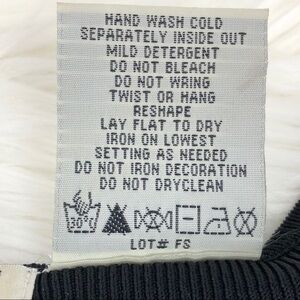 HAND WASH COLD
SEPARATELY INSIDE OUT
MILD DETERGENT
DO NOT BLEACH
DO NOT WRING
TWIST OR HANG
RESHAPE
LAY FLAT TO DRY
IRON ON LOWEST
SETTING AS NEEDED
DO NOT IRON DECORATION
DO NOT DRYCLEAN
30°
LOT# FS